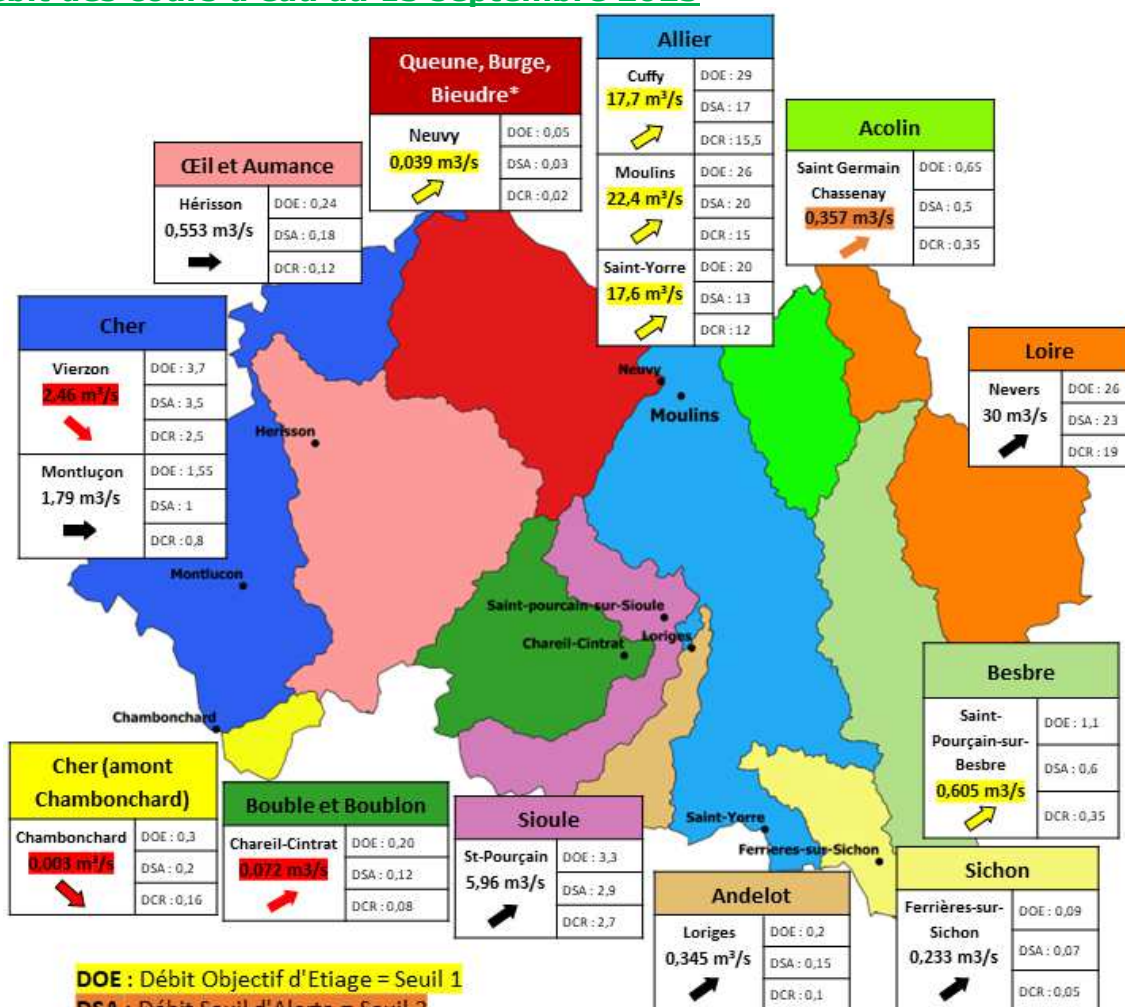 Queune, Burge,
Bieudre*
Neuvy
0,039 m3/s
DOE : 0,05
DSA : 0,03
DCR : 0,02
Allier
Cuffy
17,7 m³/s
DOE : 29
DSA : 17
DCR : 15,5
Moulins
22,4 m³/s
DOE : 26
DSA : 20
DCR : 15
Saint-Yorre
17,6 m³/s
DOE : 20
DSA : 13
DCR : 12
Acolin
Saint Germain
Chassenay
0,357 m3/s
DOE : 0,65
DSA : 0,5
DCR : 0,35
Œil et Aumance
Hérisson
0,553 m3/s
DOE : 0,24
DSA : 0,18
DCR : 0,12
Cher
Vierzon
2,46 m³/s
DOE : 3,7
DSA : 3,5
DCR : 2,5
Montluçon
1,79 m3/s
DOE : 1,55
DSA : 1
DCR : 0,8
Loire
Nevers
30 m3/s
DOE : 26
DSA : 23
DCR : 19
Neuvy
Moulins
Herisson
Montlucon
Saint-pourcain-sur-Sioule
Chareil-Cintrat
Loriges
Chambonchard
Saint-Yorre
Ferrieres-sur-Sichon
Besbre
Saint-
Pourçain-sur-
Besbre
0,605 m3/s
DOE : 1,1
DSA : 0,6
DCR : 0,35
Cher (amont
Chambonchard)
Chambonchard
0,003 m³/s
DOE : 0,3
DSA : 0,2
DCR : 0,16
Bouble et Boublon
Chareil-Cintrat
0,072 m3/s
DOE : 0,20
DSA : 0,12
DCR : 0,08
Sioule
St-Pourçain
5,96 m3/s
DOE : 3,3
DSA : 2,9
DCR : 2,7
Andelot
Loriges
0,345 m³/s
DOE : 0,2
DSA : 0,15
DCR : 0,1
Sichon
Ferrières-sur-
Sichon
0,233 m3/s
DOE : 0,09
DSA : 0,07
DCR : 0,05
DOE : Débit Objectif d'Etiage = Seuil 1